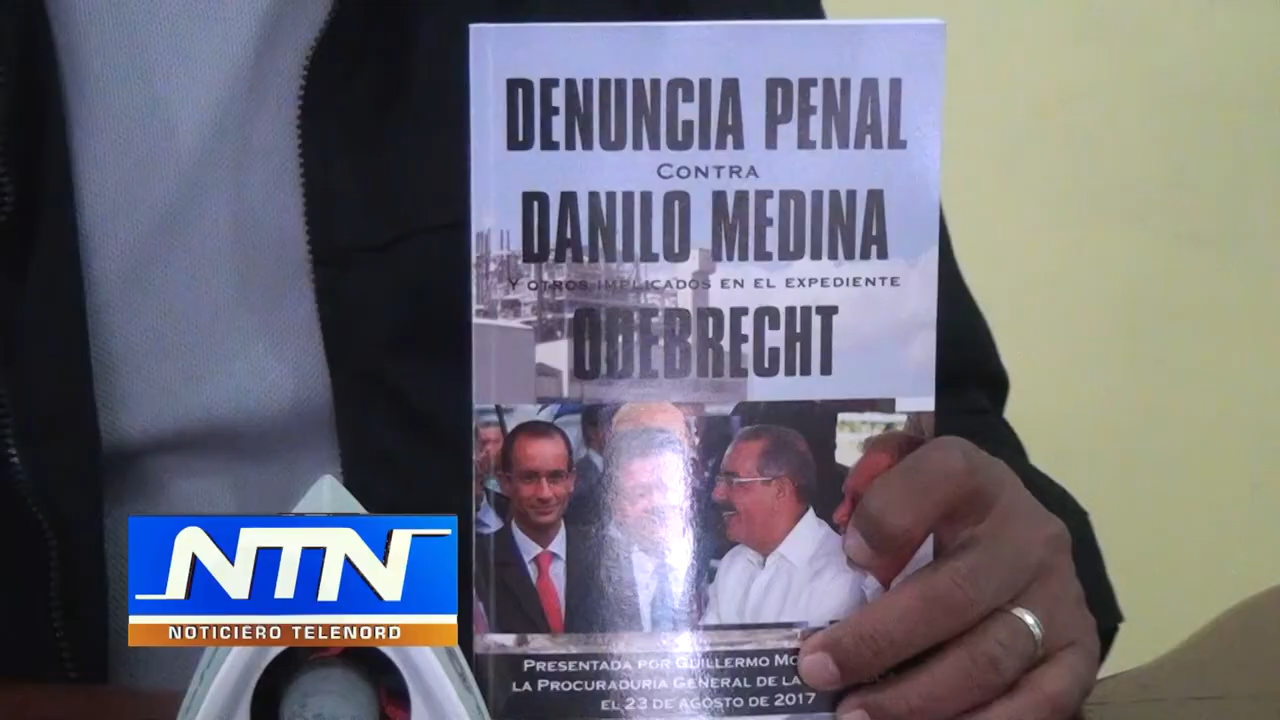 DENUNCIA PENAL
CONTRA
DANILO MEDINA
Y OTROS IMPLICADOS EN EL EXPEDIENTE
ODEBRECHT
PRESENTADA POR GUILLERMO
LA PROCURADURIA GENERAL DE LA
EL 23 DE AGOSTO DE 2017
NTN
NOTICIERO TELENORD